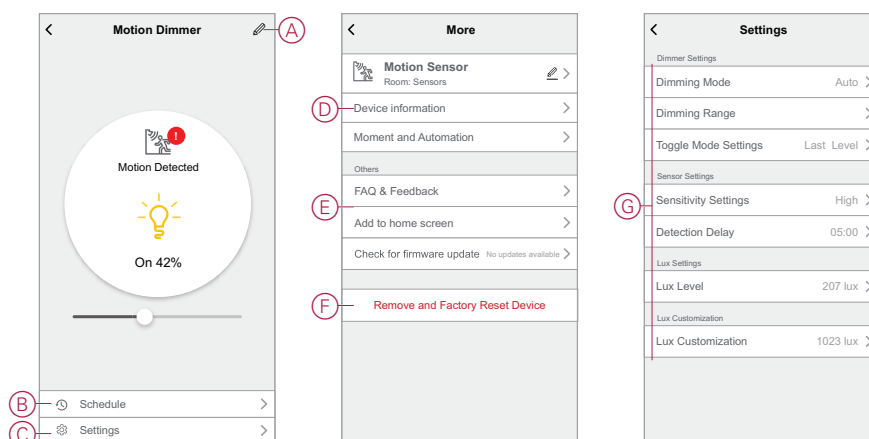 Motion Dimmer
A
!
Motion Detected
On 42%
B
Schedule
C
Settings
More
Motion Sensor
Room: Sensors
D
Device information
Moment and Automation
Others
E
FAQ & Feedback
Add to home screen
Check for firmware update No updates available
F
Remove and Factory Reset Device
Settings
G
Dimmer Settings
Dimming Mode Auto
Dimming Range
Toggle Mode Settings Last Level
Sensor Settings
Sensitivity Settings High
Detection Delay 05:00
Lux Settings
Lux Level 207 lux
Lux Customization
Lux Customization 1023 lux